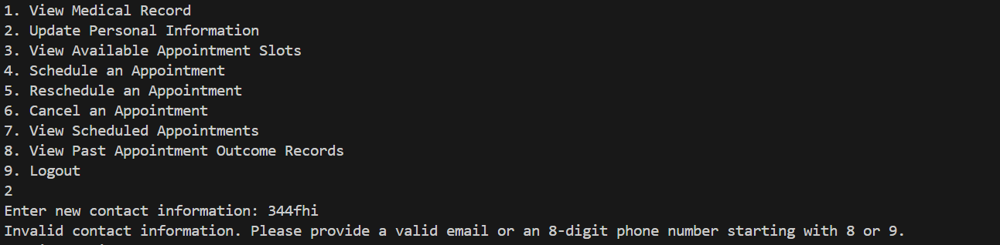 1. View Medical Record
2. Update Personal Information
3. View Available Appointment Slots
4. Schedule an Appointment
5. Reschedule an Appointment
6. Cancel an Appointment
7. View Scheduled Appointments
8. View Past Appointment Outcome Records
9. Logout
2
Enter new contact information: 344fhi
Invalid contact information. Please provide a valid email or an 8-digit phone number starting with 8 or 9.